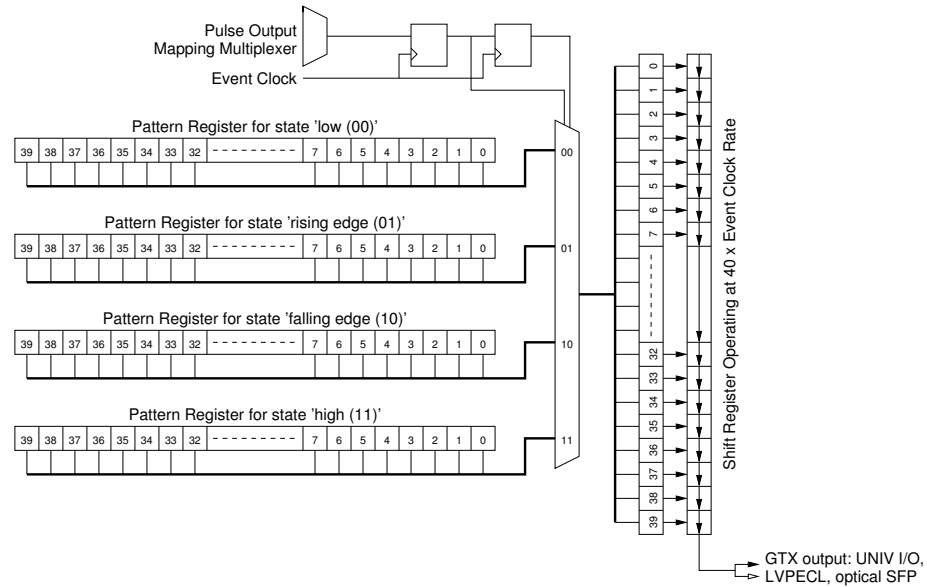 Pulse Output
Mapping Multiplexer
Event Clock
Pattern Register for state 'low (00)'
39 38 37 36 35 34 33 32 7 6 5 4 3 2 1 0
00
Pattern Register for state 'rising edge (01)'
39 38 37 36 35 34 33 32 7 6 5 4 3 2 1 0
01
Pattern Register for state 'falling edge (10)'
39 38 37 36 35 34 33 32 7 6 5 4 3 2 1 0
10
Pattern Register for state 'high (11)'
39 38 37 36 35 34 33 32 7 6 5 4 3 2 1 0
11
0
1
2
3
4
5
6
7
32
33
34
35
36
37
38
39
Shift Register Operating at 40 x Event Clock Rate
GTX output: UNIV I/O,
LVPECL, optical SFP